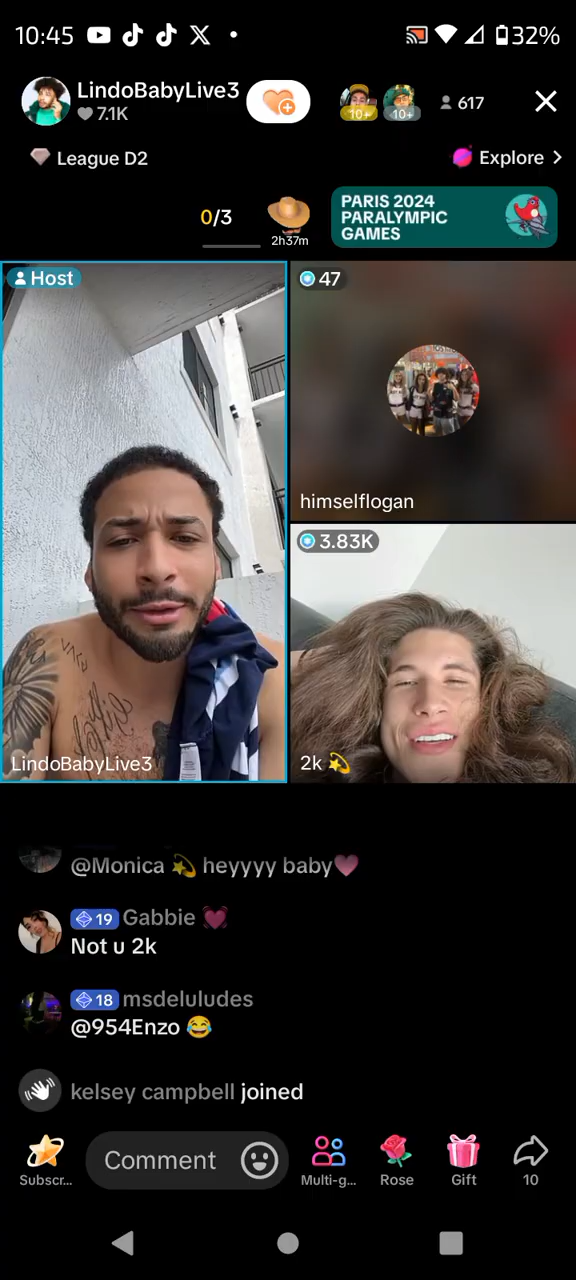 10:45
32%
LindoBabyLive3
7.1K
10+
10+
617
League D2
Explore
0/3
2h37m
PARIS 2024
PARALYMPIC
GAMES
Host
47
himselflogan
3.83K
LindoBabyLive3
2k 💫
@Monica 💫 heyyyy baby🩷
19 Gabbie 💓
Not u 2k
18 msdeluludes
@954Enzo 😂
kelsey campbell joined
Comment
Subscr...
Multi-g...
Rose
Gift
10